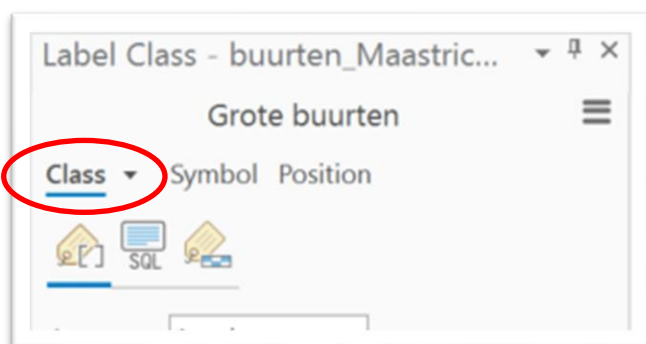 Label Class - buurten_Maastric...
Grote buurten
Class Symbol Position
SQL